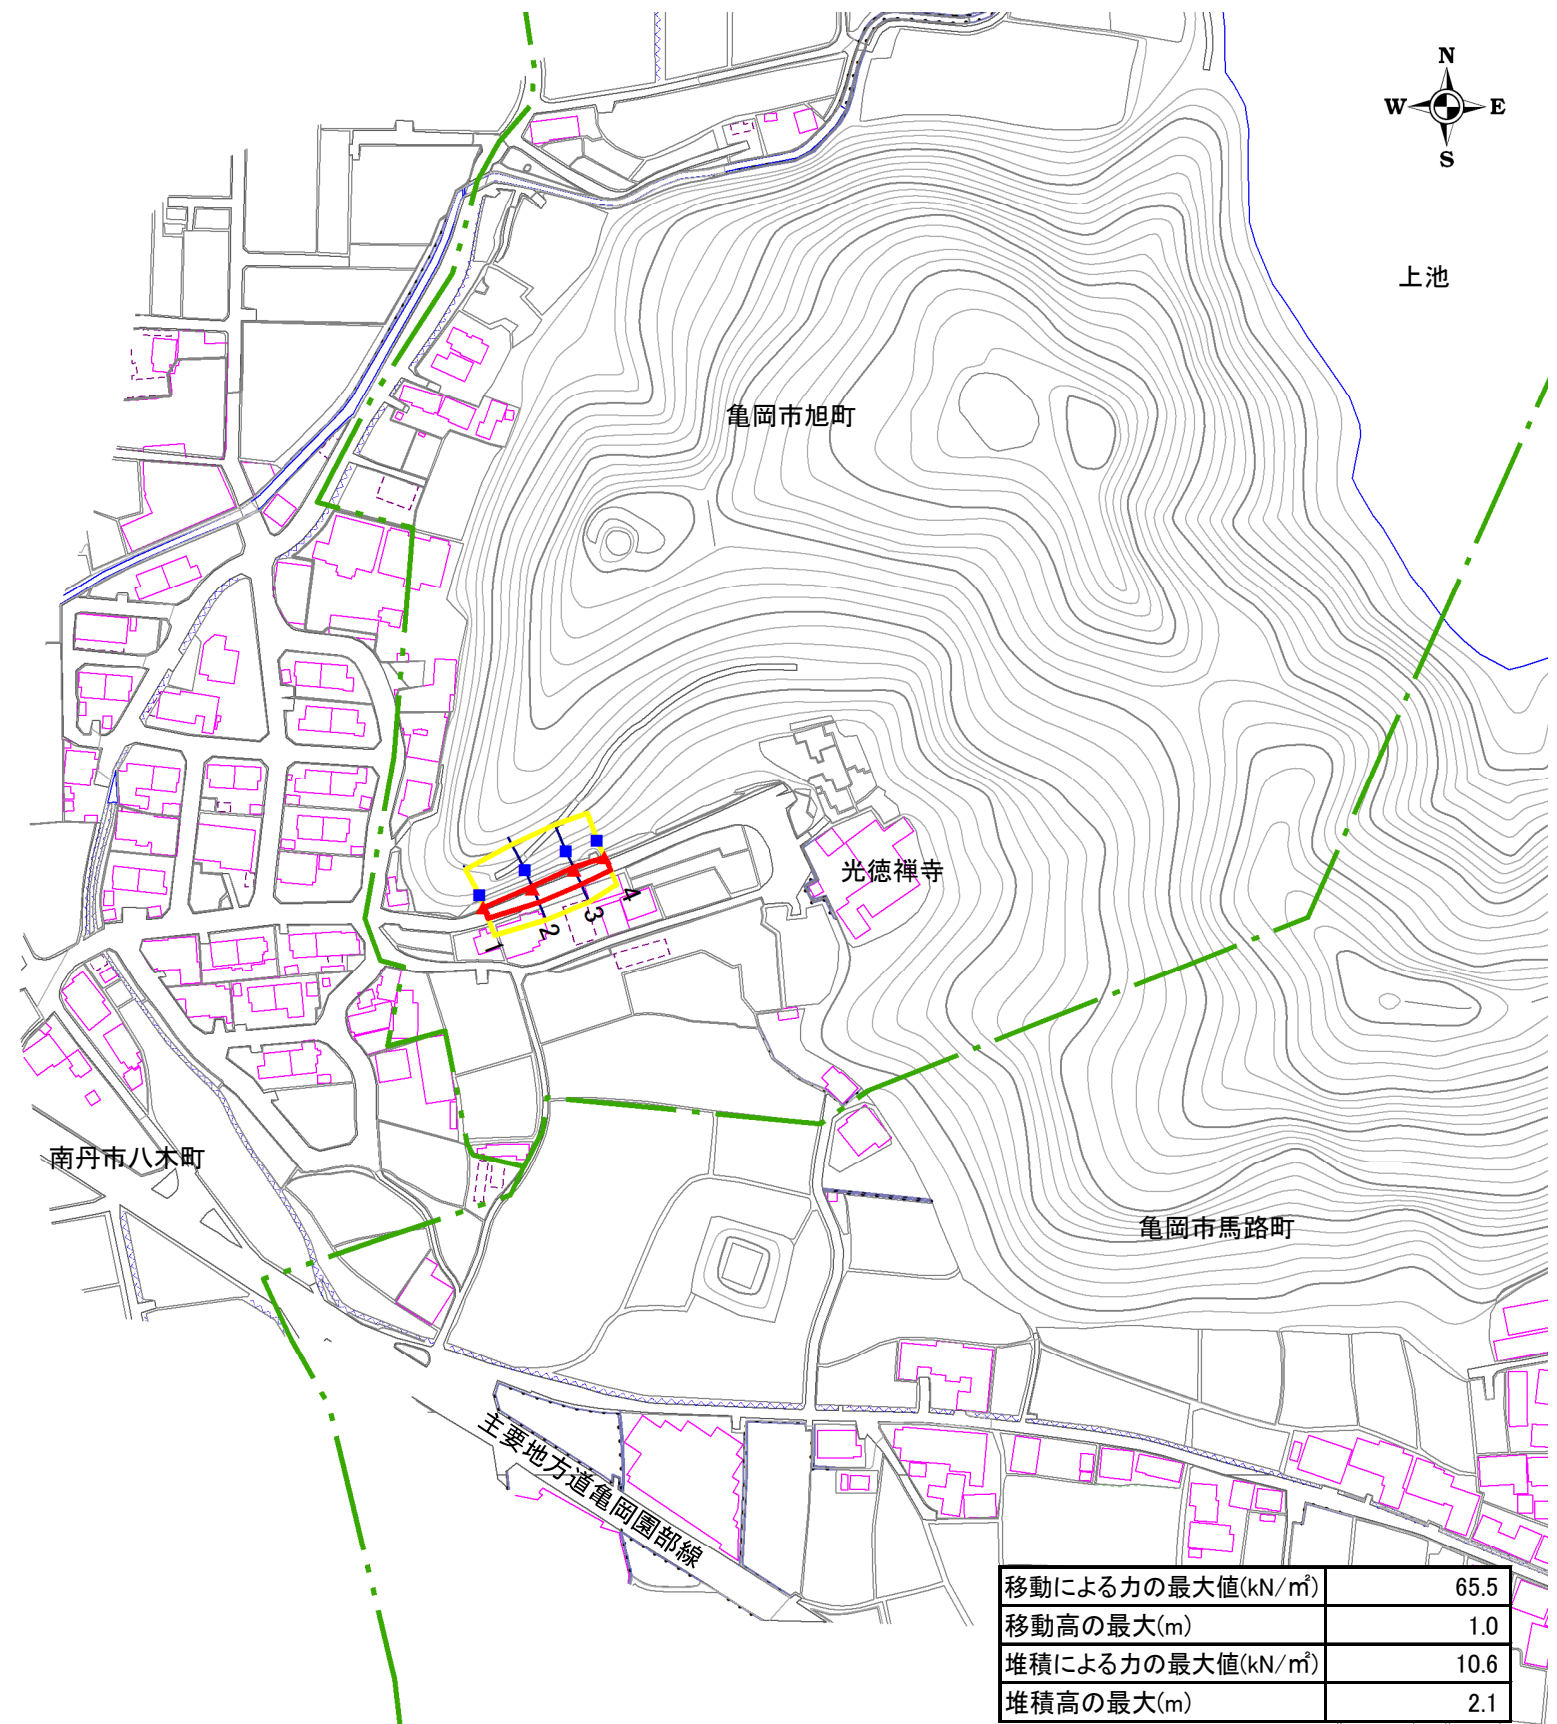 N
W E
S
上池
亀岡市旭町
光徳禅寺
1
2
3
4
南丹市八木町
亀岡市馬路町
主要地方道亀岡園部線
移動による力の最大値(kN/㎡) 65.5
移動高の最大(m) 1.0
堆積による力の最大値(kN/㎡) 10.6
堆積高の最大(m) 2.1